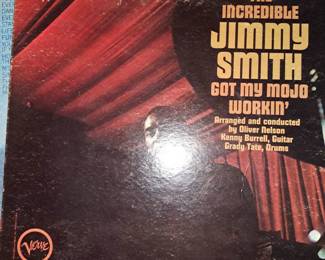 THE INCREDIBLE
JIMMY
SMITH
GOT MY MOJO
WORKIN'
Arranged and conducted
by Oliver Nelson
Kenny Burrell, Guitar
Grady Tate, Drums
Verve